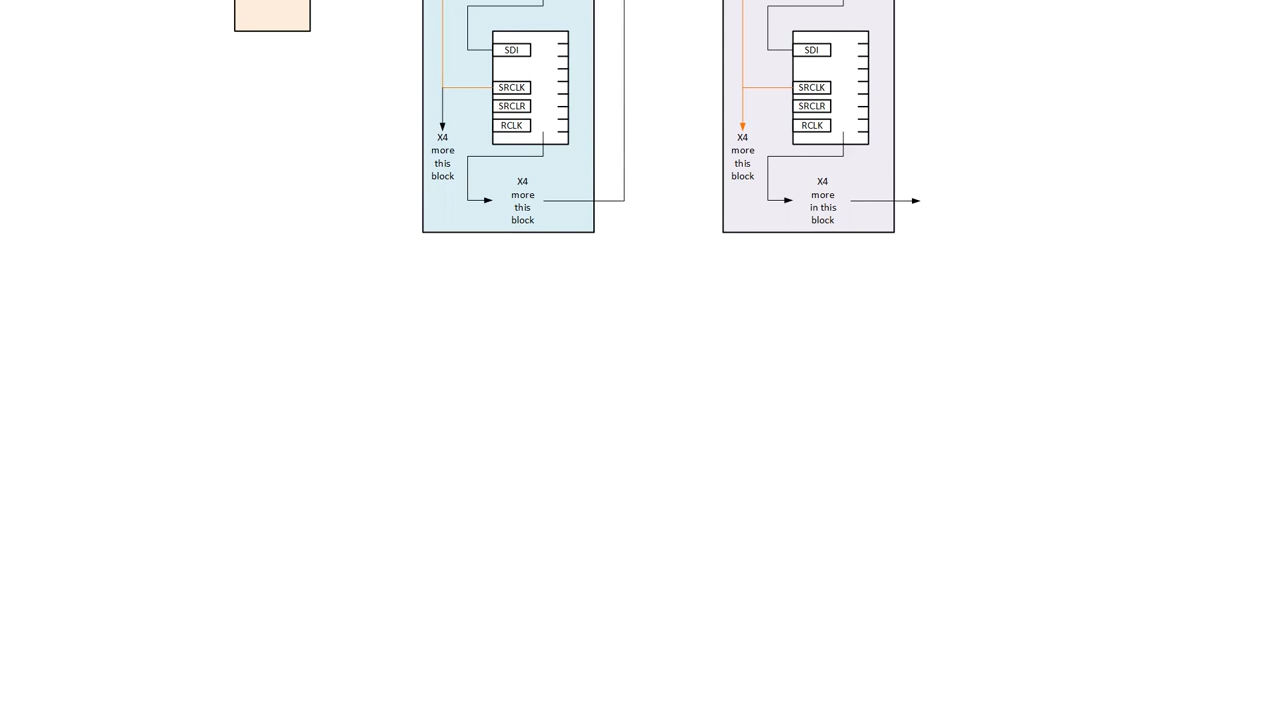 SDI
SRCLK
SRCLR
RCLK
X4
more
this
block
X4
more
this
block
SDI
SRCLK
SRCLR
RCLK
X4
more
this
block
X4
more
in this
block